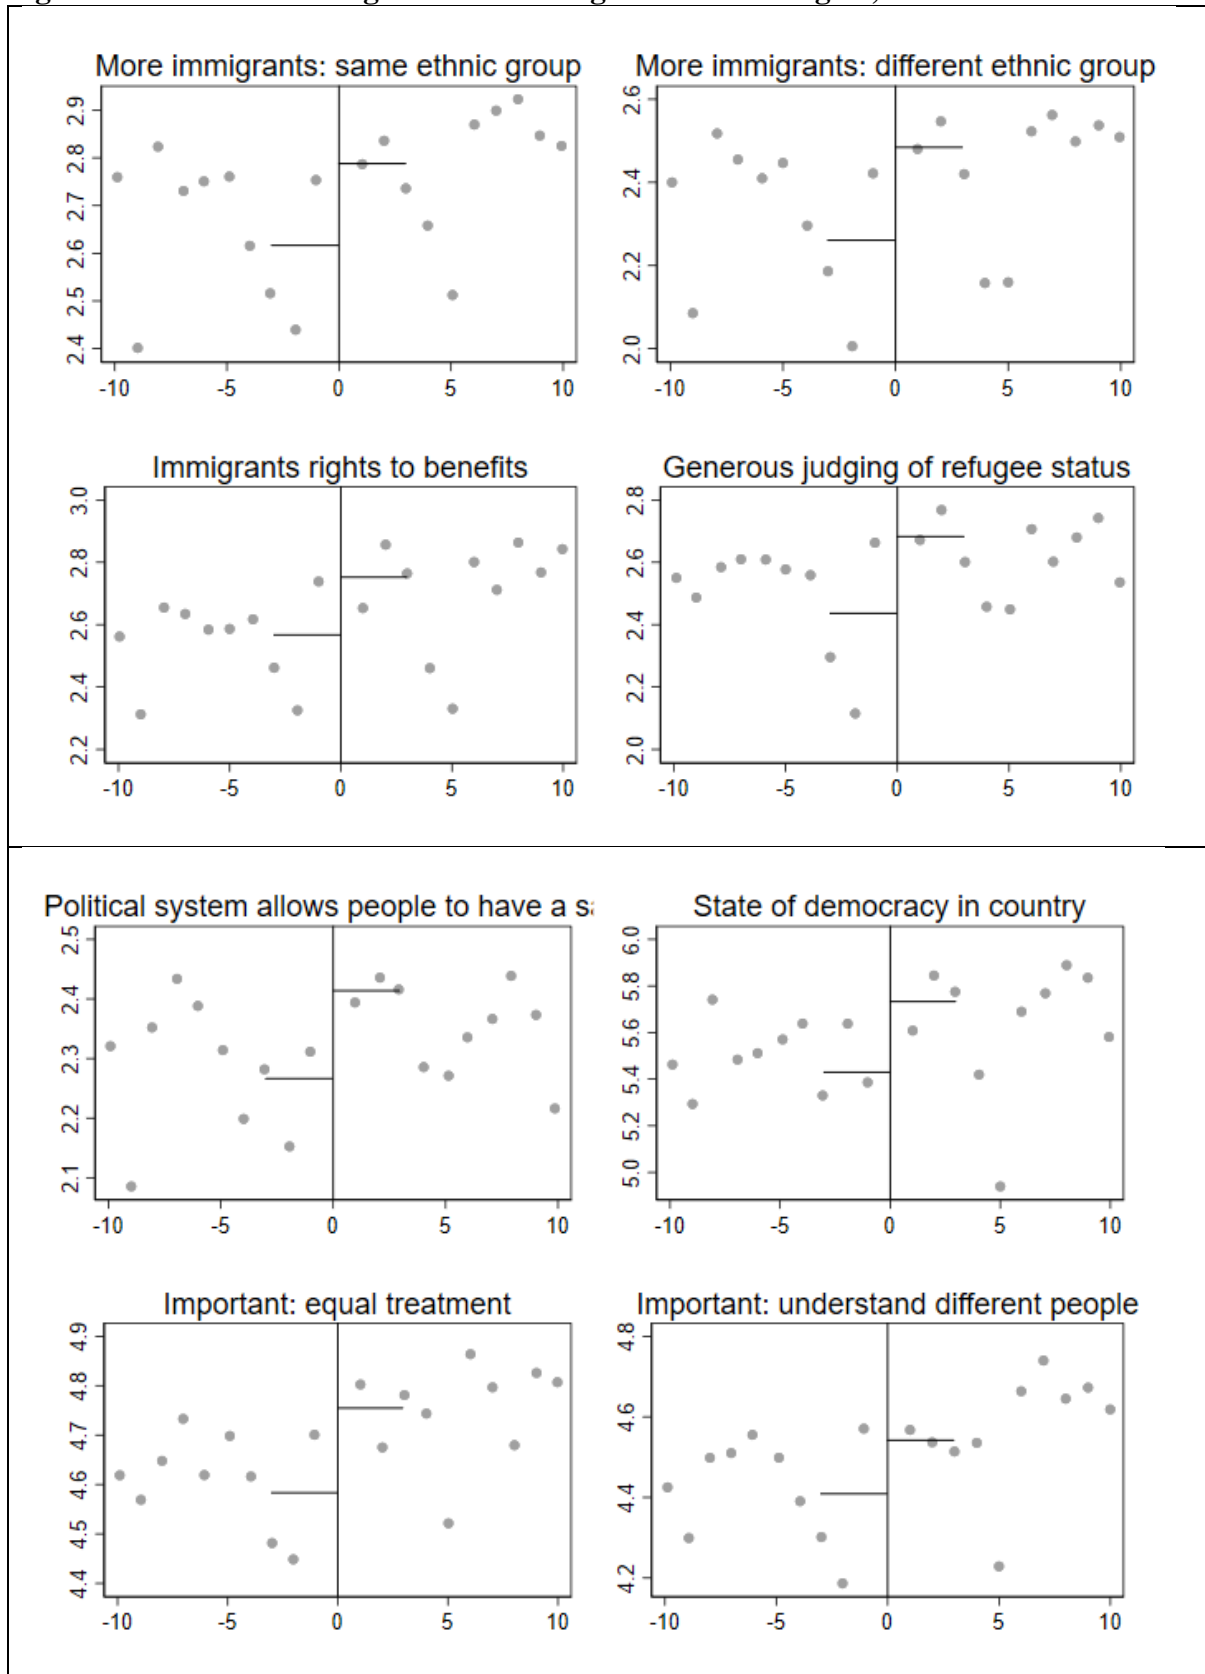 More immigrants: same ethnic group
2.9
2.8
2.7
2.6
2.5
2.4
-10 -5 0 5 10
More immigrants: different ethnic group
2.6
2.4
2.2
2.0
-10 -5 0 5 10
Immigrants rights to benefits
3.0
2.8
2.6
2.4
2.2
-10 -5 0 5 10
Generous judging of refugee status
2.8
2.6
2.4
2.2
2.0
-10 -5 0 5 10
Political system allows people to have a
2.5
2.4
2.3
2.2
2.1
-10 -5 0 5 10
State of democracy in country
6.0
5.8
5.6
5.4
5.2
5.0
-10 -5 0 5 10
Important: equal treatment
4.9
4.8
4.7
4.6
4.5
4.4
-10 -5 0 5 10
Important: understand different people
4.8
4.6
4.4
4.2
-10 -5 0 5 10